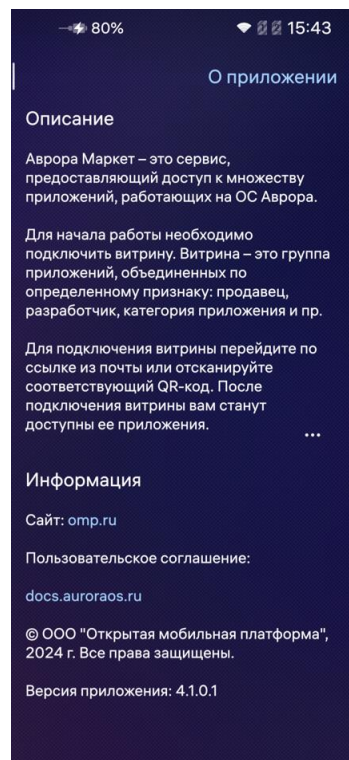 80%
15:43
О приложении
Описание
Аврора Маркет – это сервис,
предоставляющий доступ к множеству
приложений, работающих на ОС Аврора.
Для начала работы необходимо
подключить витрину. Витрина – это группа
приложений, объединенных по
определенному признаку: продавец,
разработчик, категория приложения и пр.
Для подключения витрины перейдите по
ссылке из почты или отсканируйте
соответствующий QR-код. После
подключения витрины вам станут
доступны ее приложения.
...
Информация
Сайт: omp.ru
Пользовательское соглашение:
docs.auroraos.ru
© ООО "Открытая мобильная платформа",
2024 г. Все права защищены.
Версия приложения: 4.1.0.1